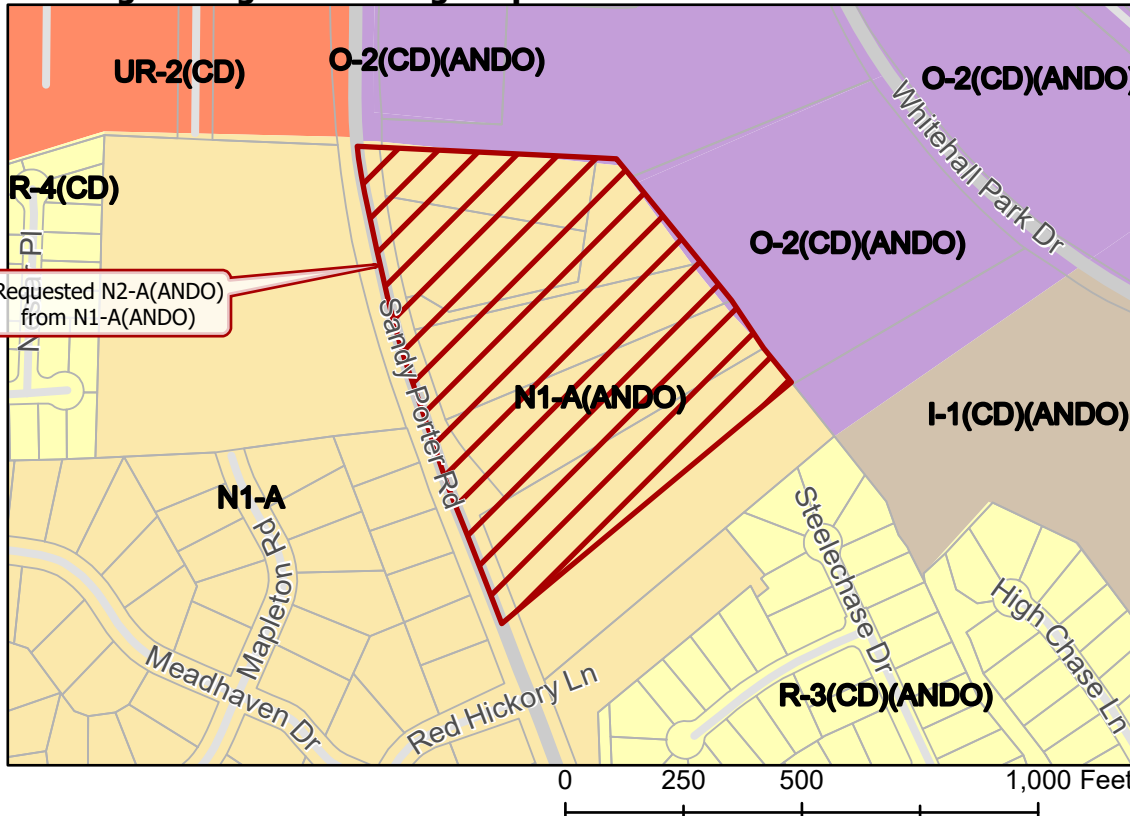 UR-2(CD)
O-2(CD)(ANDO)
O-2(CD)(ANDO)
Whitehall Park Dr
R-4(CD)
O-2(CD)(ANDO)
Requested N2-A(ANDO)
from N1-A(ANDO)
Sandy Porter Rd
N1-A(ANDO)
I-1(CD)(ANDO)
N1-A
Mapleton Rd
Steelechase Dr
High Chase Ln
Meadhaven Dr
Red Hickory Ln
R-3(CD)(ANDO)
0 250 500 1,000 Feet